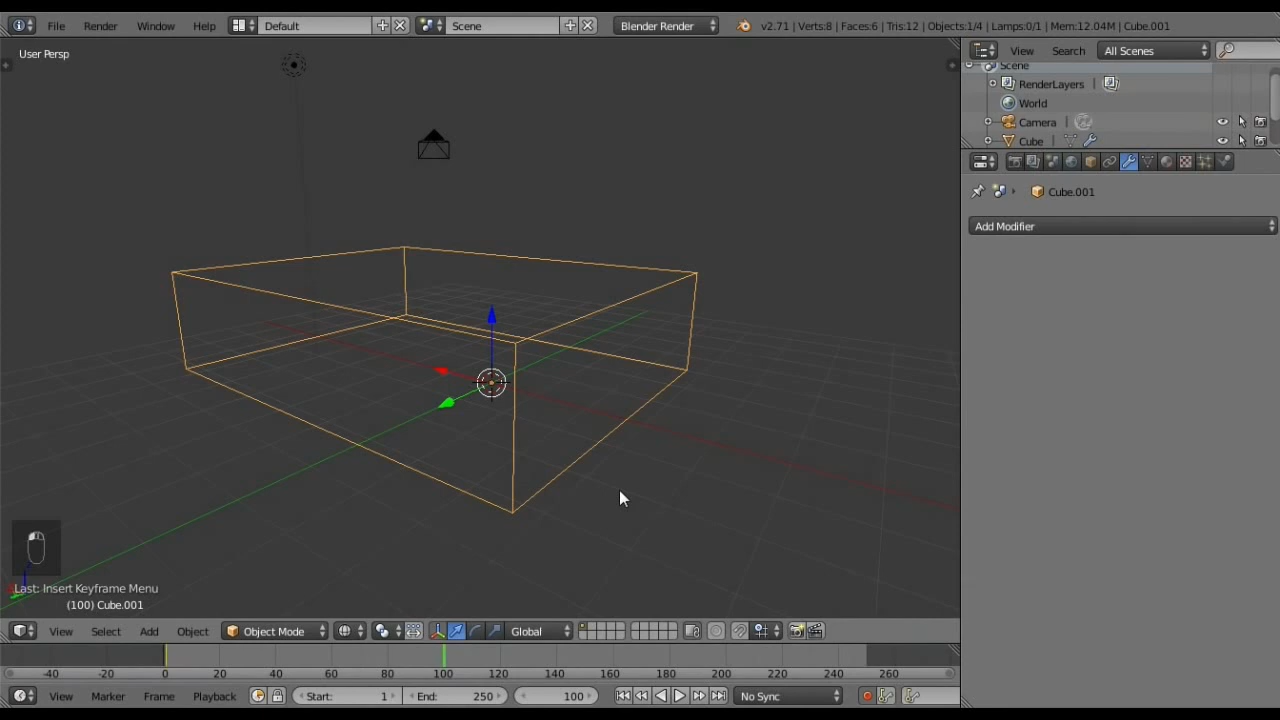 File Render Window Help Default Scene Blender Render v2.71 | Verts:8 | Faces:6 | Tris:12 | Objects:1/4 | Lamps:0/1 | Mem:12.04M | Cube.001
User Persp
View Search All Scenes
Scene
RenderLayers
World
Camera
Cube
Cube.001
Add Modifier
Last: Insert Keyframe Menu
(100) Cube.001
View Select Add Object Object Mode Global
-40 -20 0 20 40 60 80 100 120 140 160 180 200 220 240 260
View Marker Frame Playback Start: 1 End: 250 100 No Sync